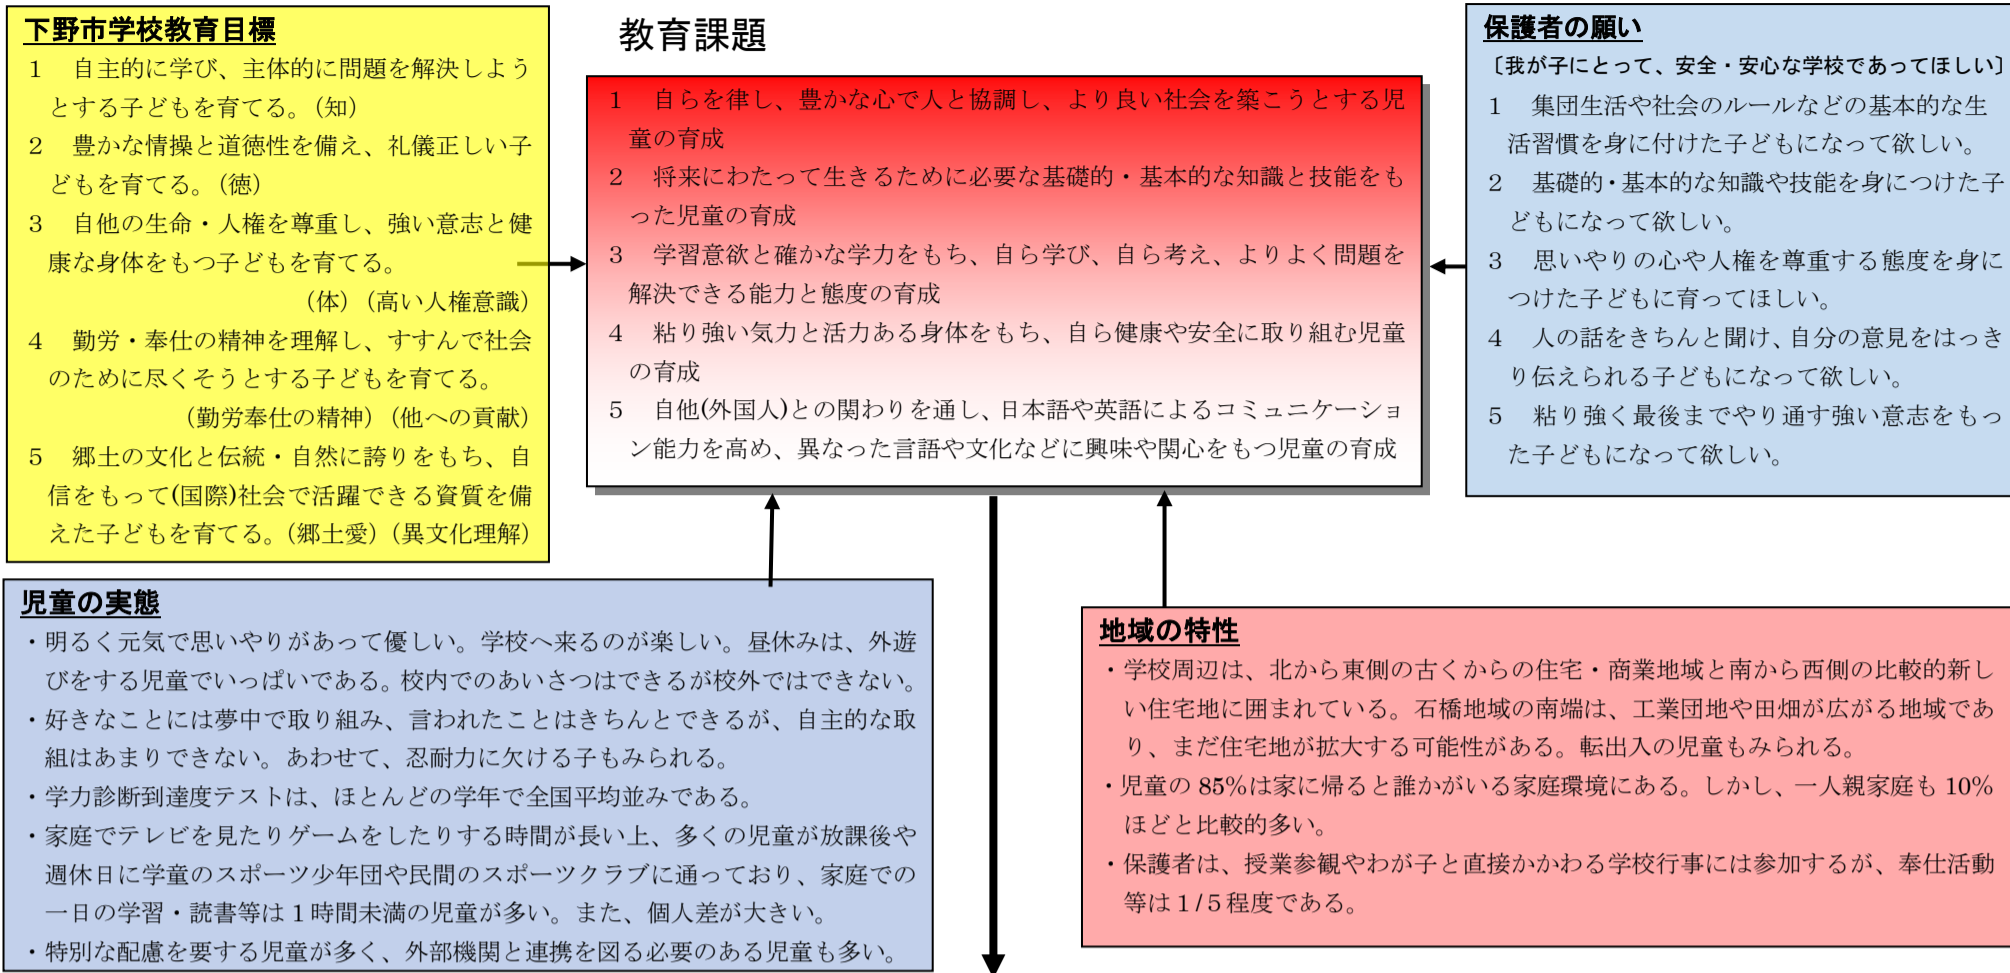 下野市学校教育目標
1 自主的に学び、主体的に問題を解決しよう
とする子どもを育てる。(知)
2 豊かな情操と道徳性を備え、礼儀正しい子
どもを育てる。(徳)
3 自他の生命・人権を尊重し、強い意志と健
康な身体をもつ子どもを育てる。
(体)(高い人権意識)
4 勤労・奉仕の精神を理解し、すすんで社会
のために尽くそうとする子どもを育てる。
(勤労奉仕の精神)(他への貢献)
5 郷土の文化と伝統・自然に誇りをもち、自
信をもって(国際)社会で活躍できる資質を備
えた子どもを育てる。(郷土愛)(異文化理解)
教育課題
1 自らを律し、豊かな心で人と協調し、より良い社会を築こうとする児
童の育成
2 将来にわたって生きるために必要な基礎的・基本的な知識と技能をも
った児童の育成
3 学習意欲と確かな学力をもち、自ら学び、自ら考え、よりよく問題を
解決できる能力と態度の育成
4 粘り強い気力と活力ある身体をもち、自ら健康や安全に取り組む児童
の育成
5 自他(外国人)との関わりを通し、日本語や英語によるコミュニケーショ
ン能力を高め、異なった言語や文化などに興味や関心をもつ児童の育成
保護者の願い
〔我が子にとって、安全・安心な学校であってほしい〕
1 集団生活や社会のルールなどの基本的な生
活習慣を身に付けた子どもになって欲しい。
2 基礎的・基本的な知識や技能を身につけた子
どもになって欲しい。
3 思いやりの心や人権を尊重する態度を身に
つけた子どもに育ってほしい。
4 人の話をきちんと聞け、自分の意見をはっき
り伝えられる子どもになって欲しい。
5 粘り強く最後までやり通す強い意志をもっ
た子どもになって欲しい。
児童の実態
・明るく元気で思いやりがあって優しい。学校へ来るのが楽しい。昼休みは、外遊
びをする児童でいっぱいである。校内でのあいさつはできるが校外ではできない。
・好きなことには夢中で取り組み、言われたことはきちんとできるが、自主的な取
組はあまりできない。あわせて、忍耐力に欠ける子もみられる。
・学力診断到達度テストは、ほとんどの学年で全国平均並みである。
・家庭でテレビを見たりゲームをしたりする時間が長い上、多くの児童が放課後や
週休日に学童のスポーツ少年団や民間のスポーツクラブに通っており、家庭での
一日の学習・読書等は1時間未満の児童が多い。また、個人差が大きい。
・特別な配慮を要する児童が多く、外部機関と連携を図る必要のある児童も多い。
地域の特性
・学校周辺は、北から東側の古くからの住宅・商業地域と南から西側の比較的新し
い住宅地に囲まれている。石橋地域の南端は、工業団地や田畑が広がる地域であ
り、まだ住宅地が拡大する可能性がある。転出入の児童もみられる。
・児童の85%は家に帰ると誰かがいる家庭環境にある。しかし、一人親家庭も10%
ほどと比較的多い。
・保護者は、授業参観やわが子と直接かかわる学校行事には参加するが、奉仕活動
等は1/5程度である。